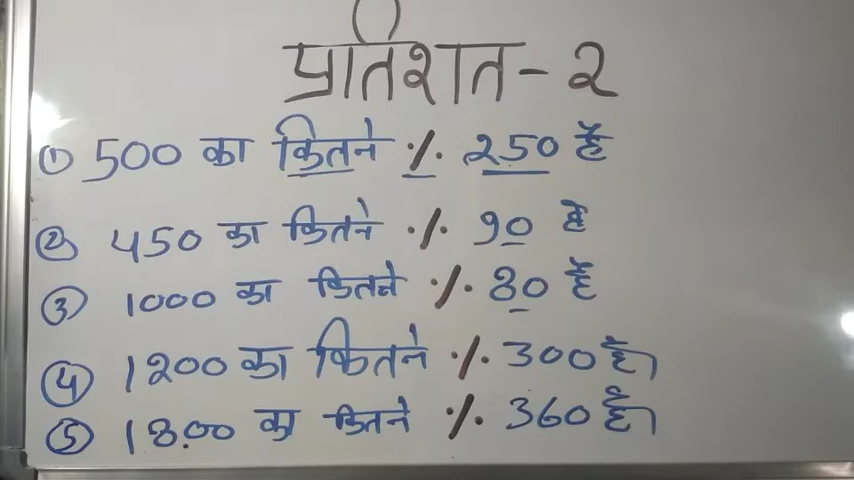 प्रतिशत - २
① 500 का कितने % 250 है
② 450 का कितने % 90 है
③ 1000 का कितने % 80 है
④ 1200 का कितने % 300 है।
⑤ 1800 का कितने % 360 है।